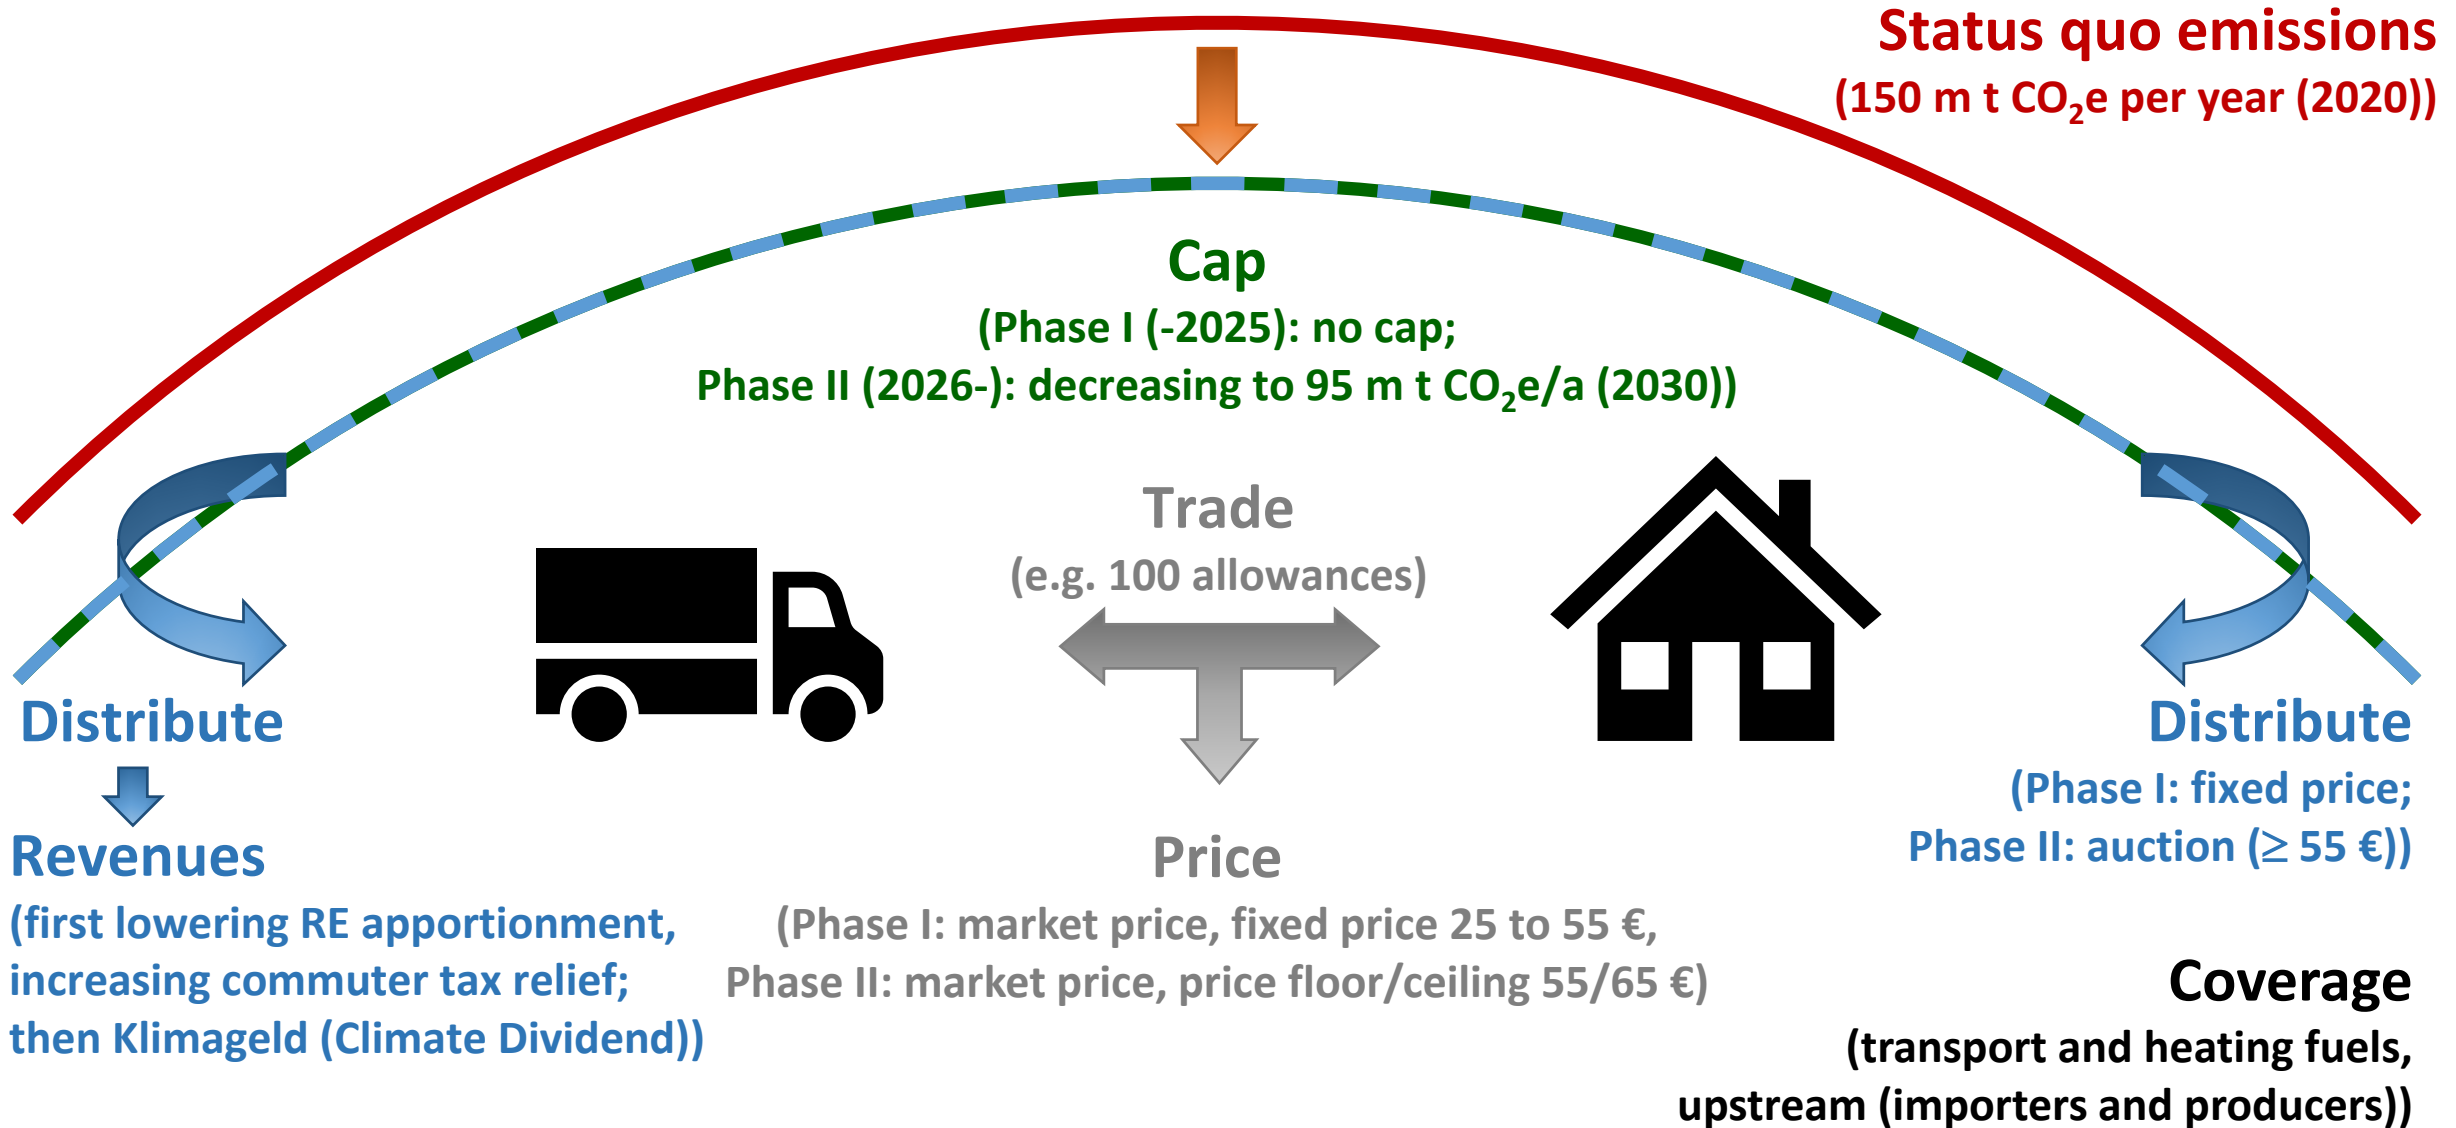 Status quo emissions
(150 m t CO₂e per year (2020))
Cap
(Phase I (-2025): no cap;
Phase II (2026-): decreasing to 95 m t CO₂e/a (2030))
Trade
(e.g. 100 allowances)
Distribute
Revenues
(first lowering RE apportionment,
increasing commuter tax relief;
then Klimageld (Climate Dividend))
Price
(Phase I: market price, fixed price 25 to 55 €,
Phase II: market price, price floor/ceiling 55/65 €)
Distribute
(Phase I: fixed price;
Phase II: auction (≥ 55 €))
Coverage
(transport and heating fuels,
upstream (importers and producers))